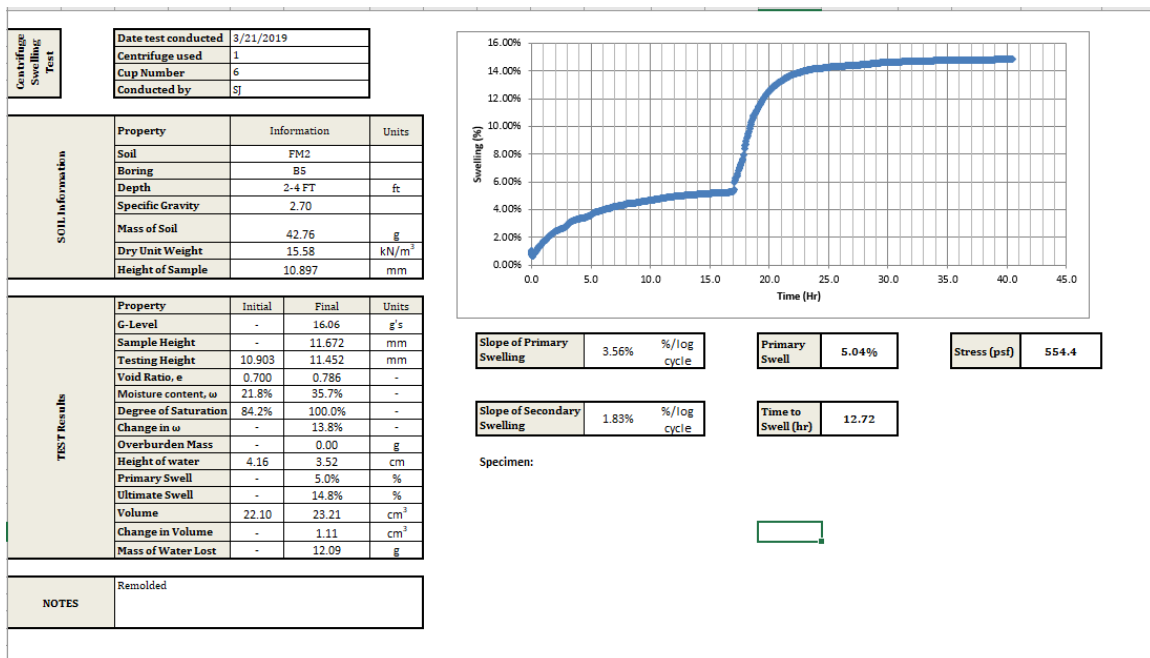 Centrifuge
Swelling
Test
Date test conducted 3/21/2019
Centrifuge used 1
Cup Number 6
Conducted by SJ
SOIL Information
Property Information Units
Soil FM2
Boring B5
Depth 2-4 FT ft
Specific Gravity 2.70
Mass of Soil 42.76 g
Dry Unit Weight 15.58 kN/m³
Height of Sample 10.897 mm
TEST Results
Property Initial Final Units
G-Level - 16.06 g's
Sample Height - 11.672 mm
Testing Height 10.903 11.452 mm
Void Ratio, e 0.700 0.786 -
Moisture content, ω 21.8% 35.7% -
Degree of Saturation 84.2% 100.0% -
Change in ω - 13.8% -
Overburden Mass - 0.00 g
Height of water 4.16 3.52 cm
Primary Swell - 5.0% %
Ultimate Swell - 14.8% %
Volume 22.10 23.21 cm³
Change in Volume - 1.11 cm³
Mass of Water Lost - 12.09 g
NOTES
Remolded
Swelling (%)
16.00%
14.00%
12.00%
10.00%
8.00%
6.00%
4.00%
2.00%
0.00%
0.0 5.0 10.0 15.0 20.0 25.0 30.0 35.0 40.0 45.0
Time (Hr)
Slope of Primary
Swelling
3.56%
%/log
cycle
Primary
Swell
5.04%
Stress (psf) 554.4
Slope of Secondary
Swelling
1.83%
%/log
cycle
Time to
Swell (hr)
12.72
Specimen: